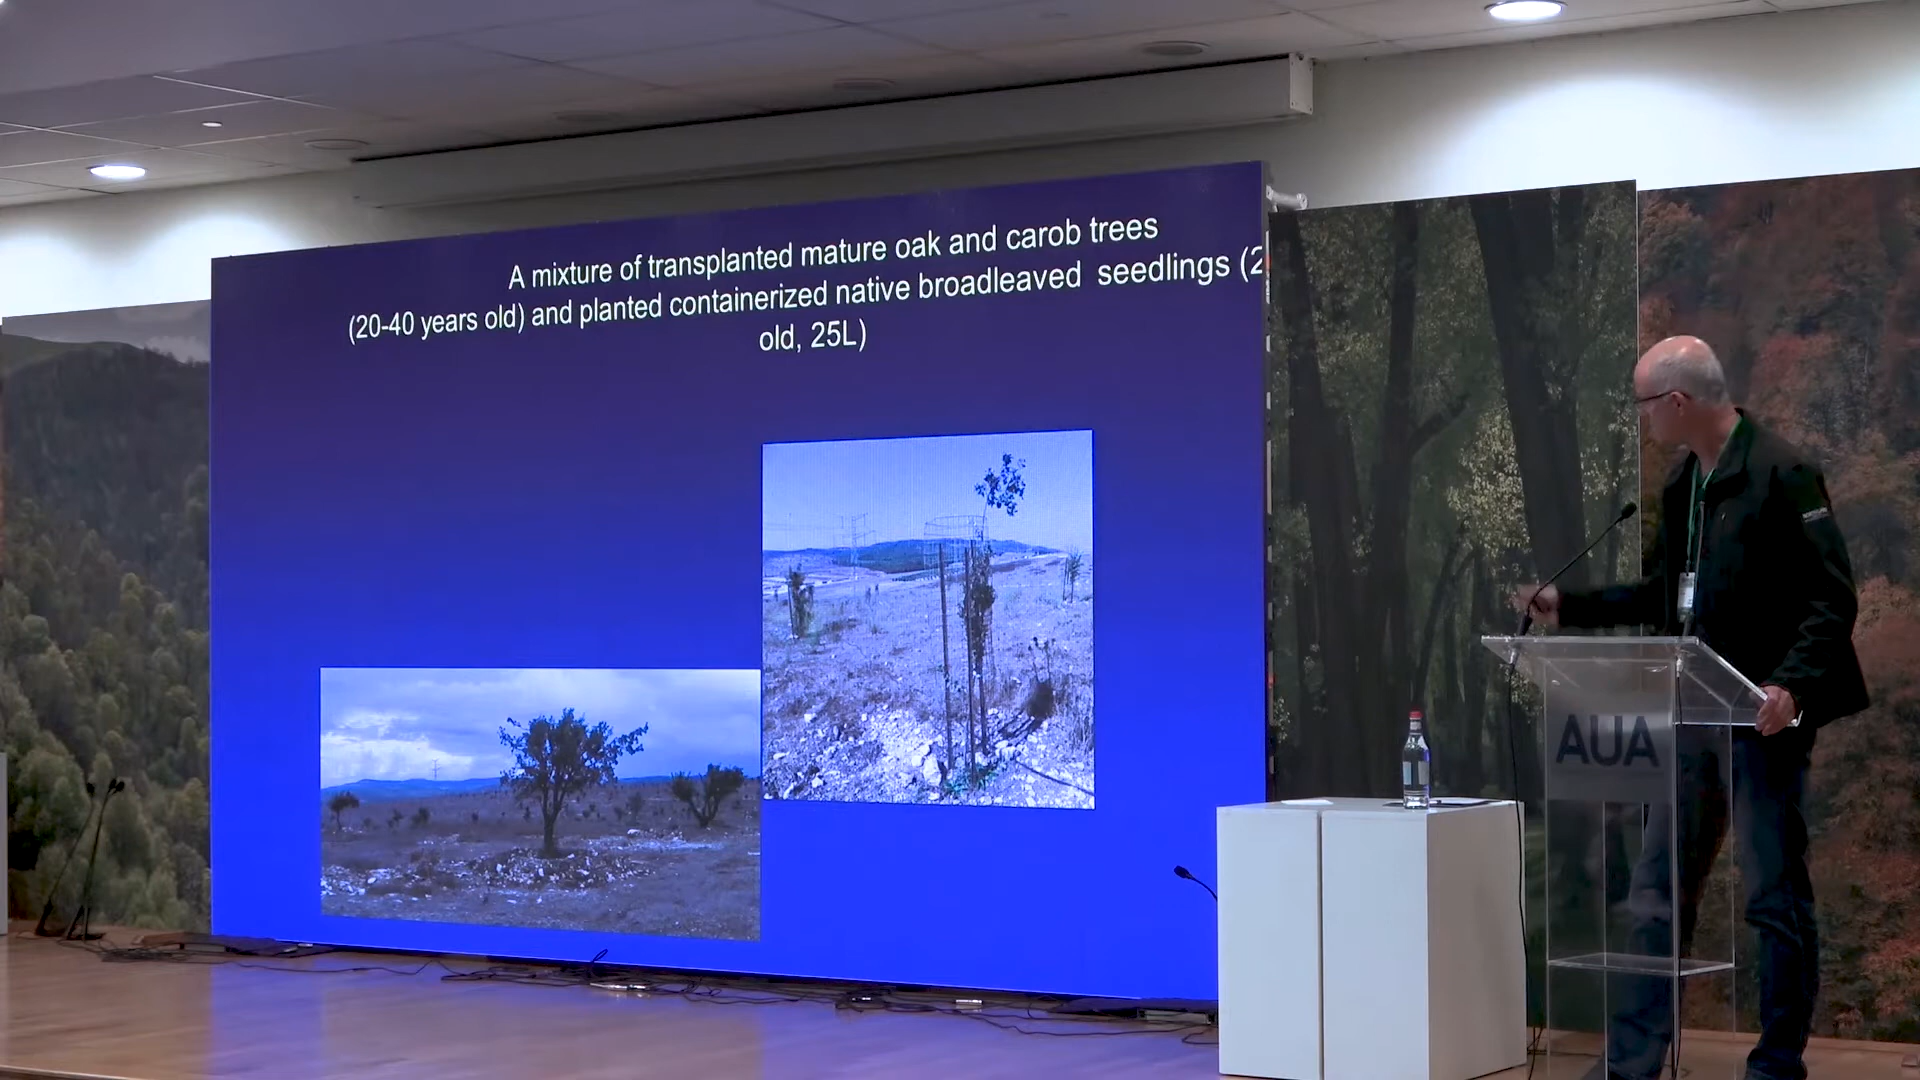 A mixture of transplanted mature oak and carob trees
(20-40 years old) and planted containerized native broadleaved seedlings (2
old, 25L)
AUA